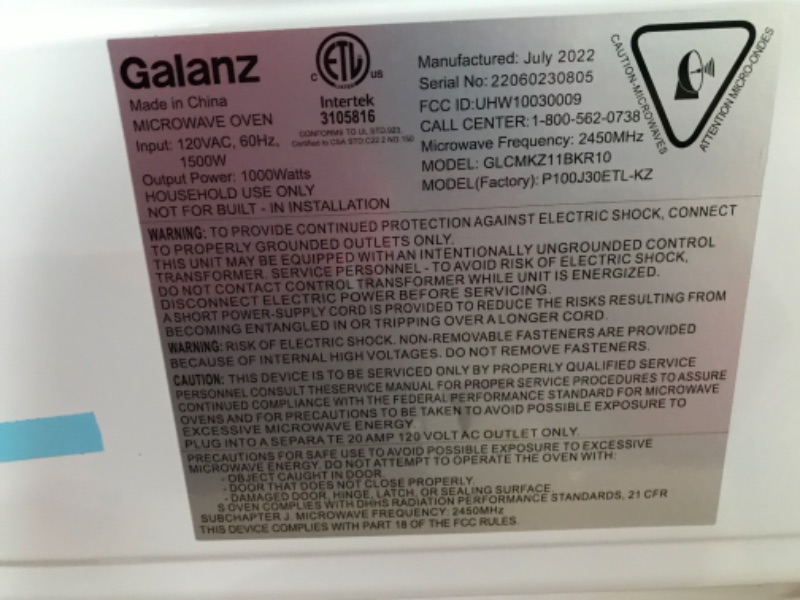 Galanz
Made in China
MICROWAVE OVEN
Input: 120VAC, 60Hz,
1500W
Output Power: 1000Watts
HOUSEHOLD USE ONLY
NOT FOR BUILT - IN INSTALLATION
C ETL US
Intertek
3105816
CONFORMS TO UL STD.923
Certified to CSA STD.C22.2 NO.150
Manufactured: July 2022
Serial No: 22060230805
FCC ID:UHW10030009
CALL CENTER:1-800-562-0738
Microwave Frequency: 2450MHz
MODEL: GLCMKZ11BKR10
MODEL(Factory): P100J30ETL-KZ
CAUTION-MICROWAVES
ATTENTION MICRO-ONDES
WARNING: TO PROVIDE CONTINUED PROTECTION AGAINST ELECTRIC SHOCK, CONNECT
TO PROPERLY GROUNDED OUTLETS ONLY.
THIS UNIT MAY BE EQUIPPED WITH AN INTENTIONALLY UNGROUNDED CONTROL
TRANSFORMER. SERVICE PERSONNEL - TO AVOID RISK OF ELECTRIC SHOCK,
DO NOT CONTACT CONTROL TRANSFORMER WHILE UNIT IS ENERGIZED.
DISCONNECT ELECTRIC POWER BEFORE SERVICING.
A SHORT POWER-SUPPLY CORD IS PROVIDED TO REDUCE THE RISKS RESULTING FROM
BECOMING ENTANGLED IN OR TRIPPING OVER A LONGER CORD.
WARNING: RISK OF ELECTRIC SHOCK. NON-REMOVABLE FASTENERS ARE PROVIDED
BECAUSE OF INTERNAL HIGH VOLTAGES. DO NOT REMOVE FASTENERS.
CAUTION: THIS DEVICE IS TO BE SERVICED ONLY BY PROPERLY QUALIFIED SERVICE
PERSONNEL CONSULT THESERVICE MANUAL FOR PROPER SERVICE PROCEDURES TO ASSURE
CONTINUED COMPLIANCE WITH THE FEDERAL PERFORMANCE STANDARD FOR MICROWAVE
OVENS AND FOR PRECAUTIONS TO BE TAKEN TO AVOID POSSIBLE EXPOSURE TO
EXCESSIVE MICROWAVE ENERGY
PLUG INTO A SEPARA TE 20 AMP 120 VOLT AC OUTLET ONLY.
PRECAUTIONS FOR SAFE USE TO AVOID POSSIBLE EXPOSURE TO EXCESSIVE
MICROWAVE ENERGY. DO NOT ATTEMPT TO OPERATE THE OVEN WITH:
- OBJECT CAUGHT IN DOOR
- DOOR THAT DOES NOT CLOSE PROPERLY.
- DAMAGED DOOR, HINGE, LATCH, OR SEALING SURFACE.
S OVEN COMPLIES WITH DHHS RADIATION PERFORMANCE STANDARDS, 21 CFR
SUBCHAPTER J. MICROWAVE FREQUENCY: 2450MHz
THIS DEVICE COMPLIES WITH PART 18 OF THE FCC RULES.